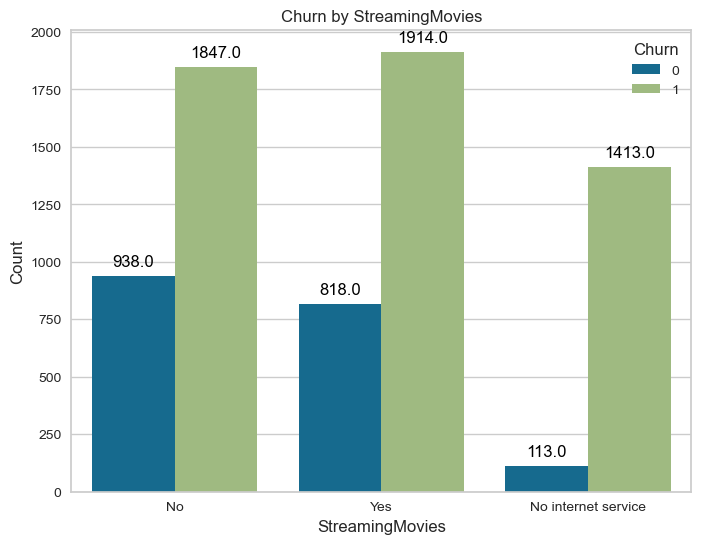 Churn by StreamingMovies
2000
1750
1500
1250
1000
750
500
250
0
Count
1847.0
1914.0
1413.0
938.0
818.0
113.0
Churn
0
1
No
Yes
No internet service
StreamingMovies